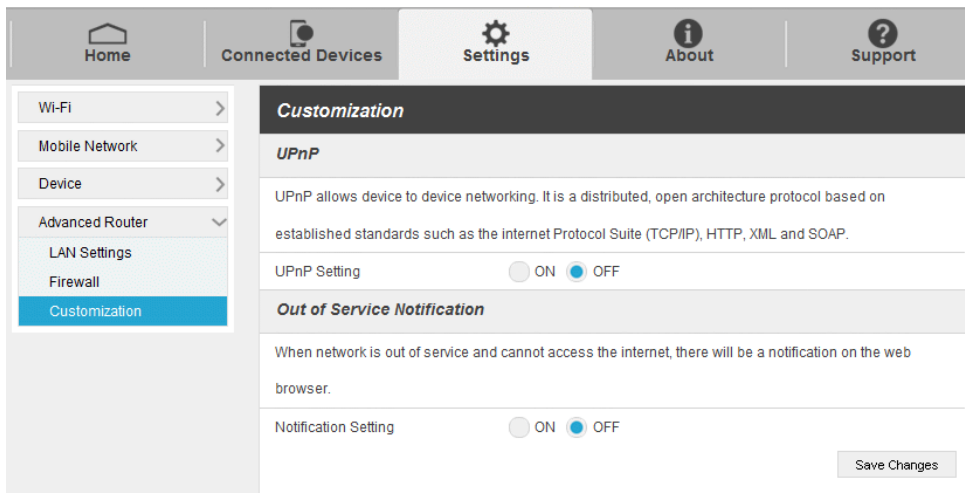 Home
Connected Devices
Settings
About
Support
Wi-Fi
Mobile Network
Device
Advanced Router
LAN Settings
Firewall
Customization
Customization
UPnP
UPnP allows device to device networking. It is a distributed, open architecture protocol based on
established standards such as the internet Protocol Suite (TCP/IP), HTTP, XML and SOAP.
UPnP Setting ON OFF
Out of Service Notification
When network is out of service and cannot access the internet, there will be a notification on the web
browser.
Notification Setting ON OFF
Save Changes